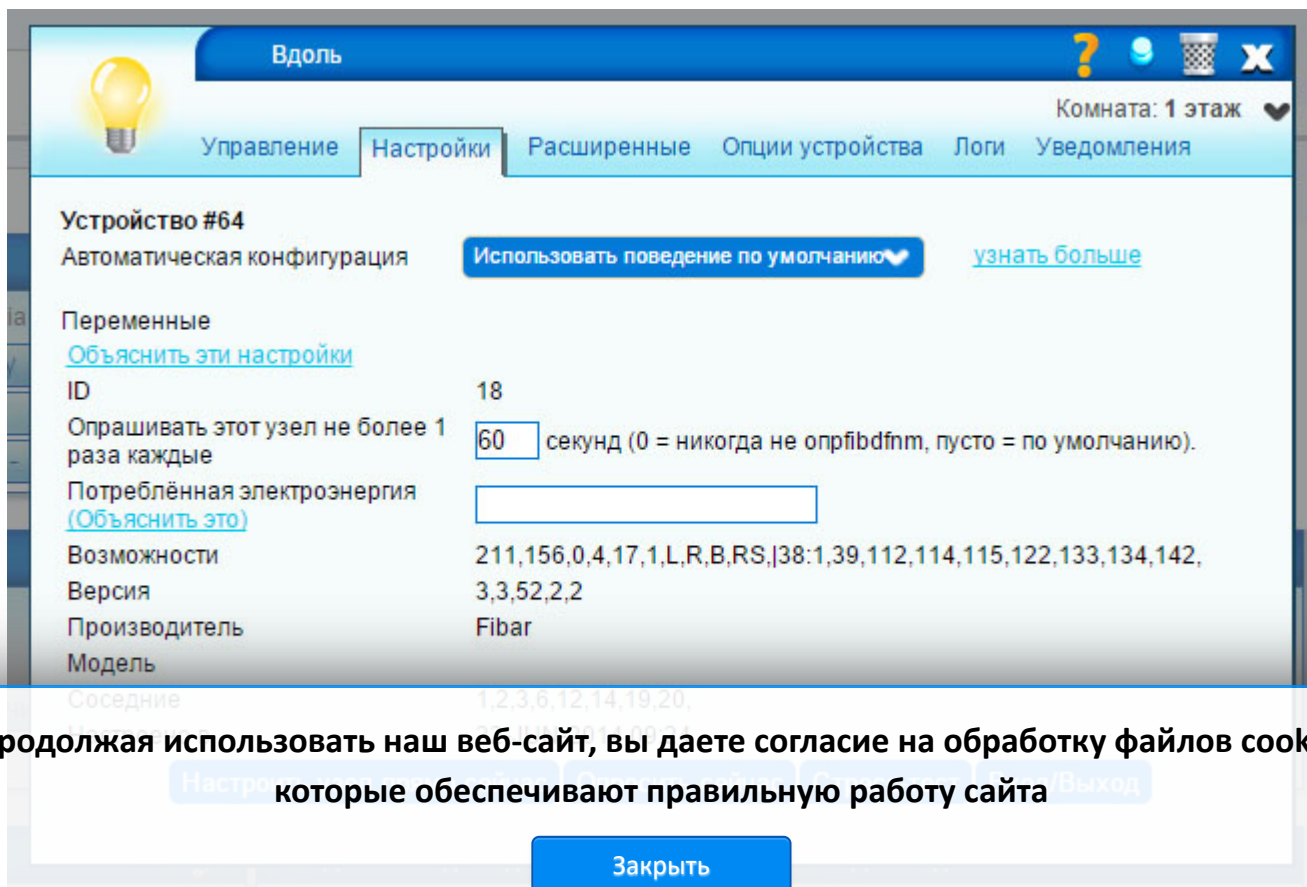 Вдоль
Комната: 1 этаж
Управление Настройки Расширенные Опции устройства Логи Уведомления
Устройство #64
Автоматическая конфигурация Использовать поведение по умолчанию узнать больше
Переменные
Объяснить эти настройки
ID 18
Опрашивать этот узел не более 1
раза каждые 60 секунд (0 = никогда не опрfibdfnm, пусто = по умолчанию).
Потреблённая электроэнергия
(Объяснить это)
Возможности 211,156,0,4,17,1,L,R,B,RS,|38:1,39,112,114,115,122,133,134,142,
Версия 3,3,52,2,2
Производитель Fibar
Модель
Соседние 1,2,3,6,12,14,19,20,
родолжая использовать наш веб-сайт, вы даете согласие на обработку файлов cook
которые обеспечивают правильную работу сайта
Закрыть